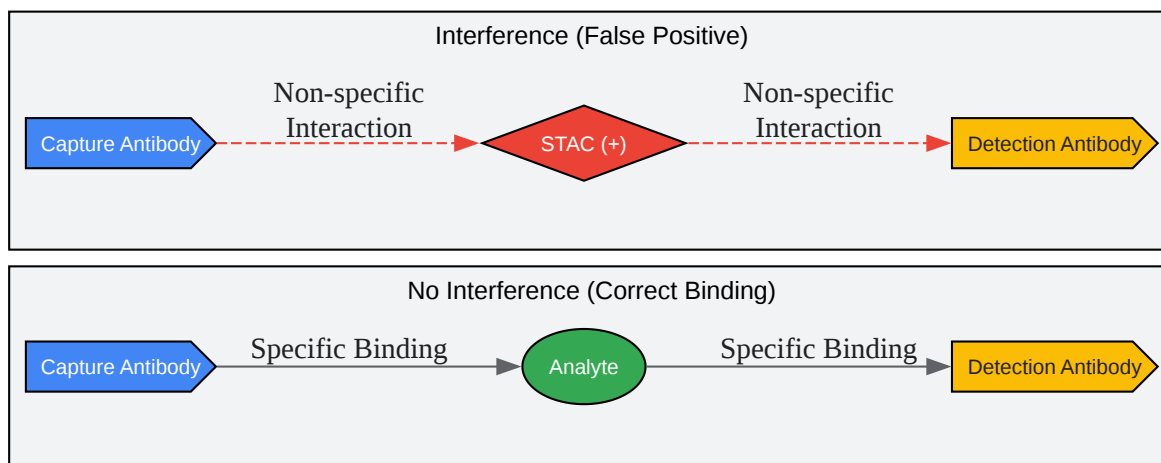 Interference (False Positive)
Non-specific
Interaction
Non-specific
Interaction
Capture Antibody
STAC (+)
Detection Antibody
No Interference (Correct Binding)
Specific Binding
Specific Binding
Capture Antibody
Analyte
Detection Antibody